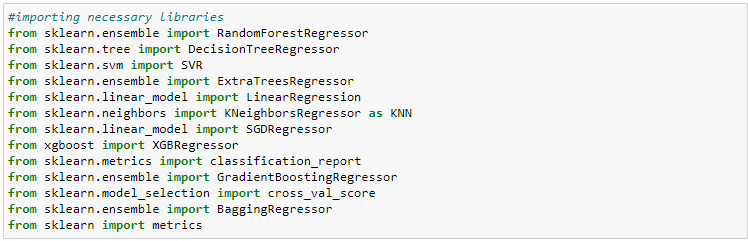 #importing necessary libraries
from sklearn.ensemble import RandomForestRegressor
from sklearn.tree import DecisionTreeRegressor
from sklearn.svm import SVR
from sklearn.ensemble import ExtraTreesRegressor
from sklearn.linear_model import LinearRegression
from sklearn.neighbors import KNeighborsRegressor as KNN
from sklearn.linear_model import SGDRegressor
from xgboost import XGBRegressor
from sklearn.metrics import classification_report
from sklearn.ensemble import GradientBoostingRegressor
from sklearn.model_selection import cross_val_score
from sklearn.ensemble import BaggingRegressor
from sklearn import metrics